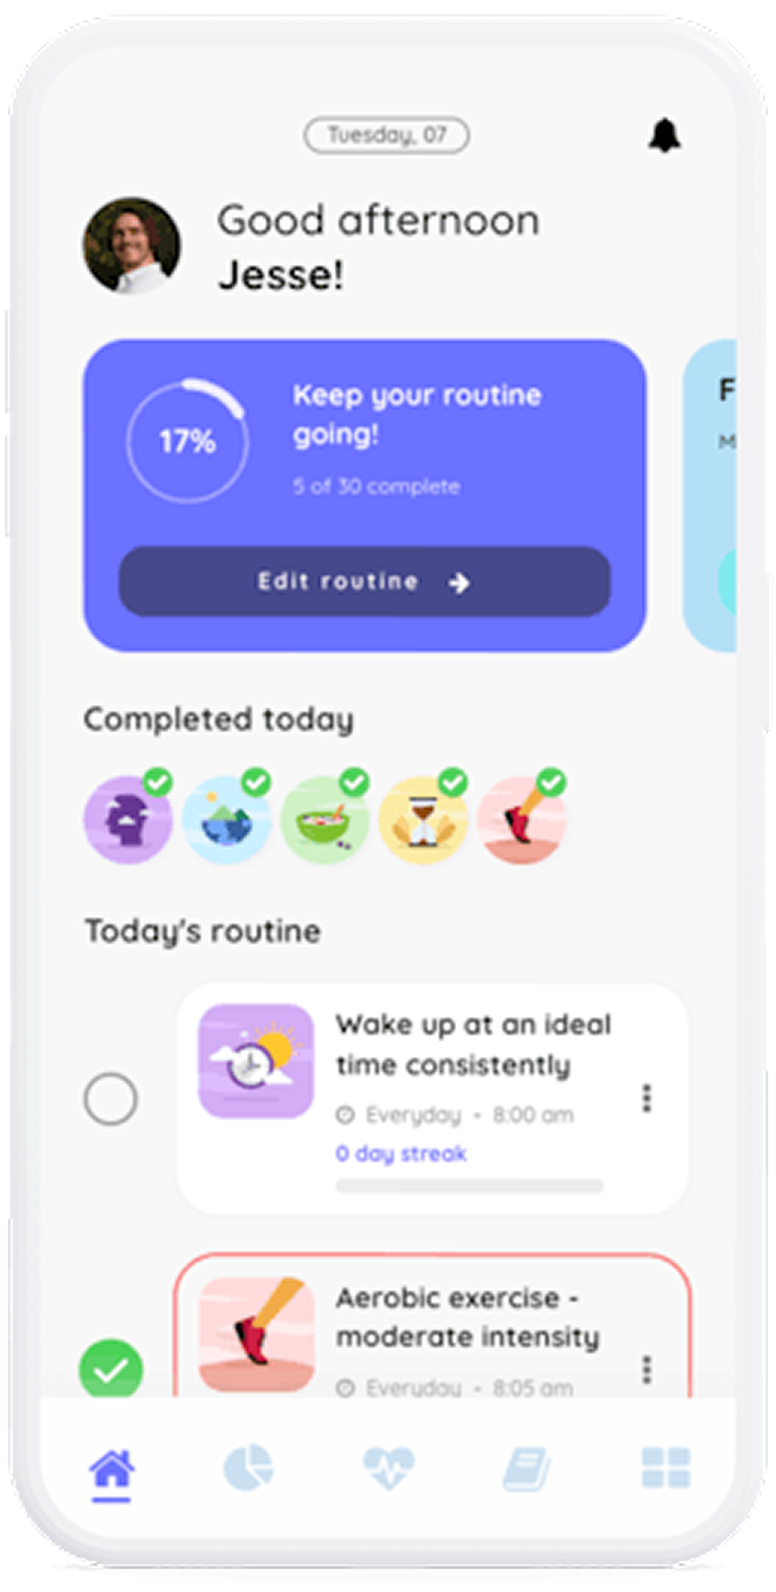 Tuesday, 07
Good afternoon
Jesse!
17%
Keep your routine
going!
5 of 30 complete
Edit routine
F
M
Completed today
Today's routine
Wake up at an ideal
time consistently
Everyday • 8:00 am
0 day streak
Aerobic exercise -
moderate intensity
Everyday • 8:05 am